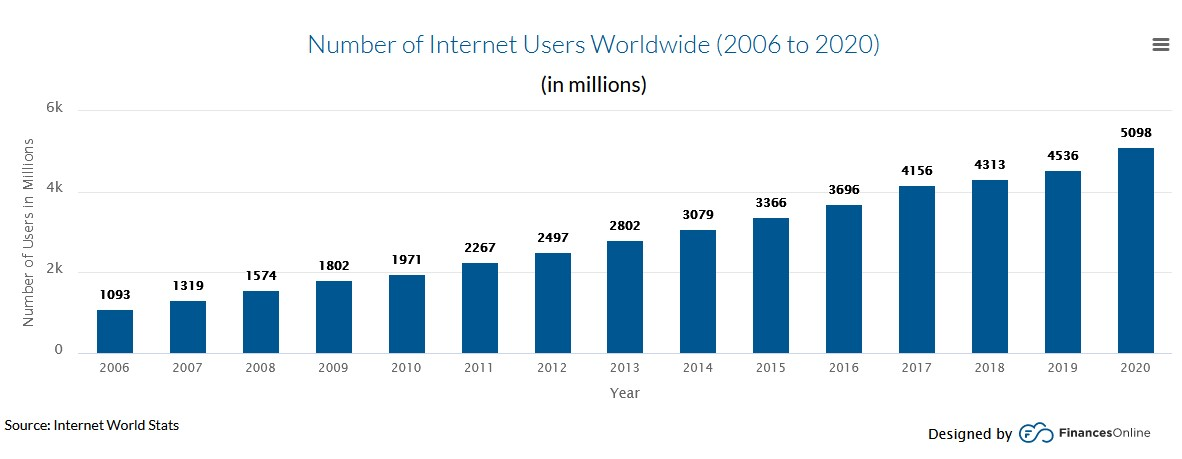 Number of Internet Users Worldwide (2006 to 2020)
(in millions)
6k
4k
2k
0
Number of Users in Millions
1093
1319
1574
1802
1971
2267
2497
2802
3079
3366
3696
4156
4313
4536
5098
2006 2007 2008 2009 2010 2011 2012 2013 2014 2015 2016 2017 2018 2019 2020
Year
Source: Internet World Stats
Designed by FinancesOnline